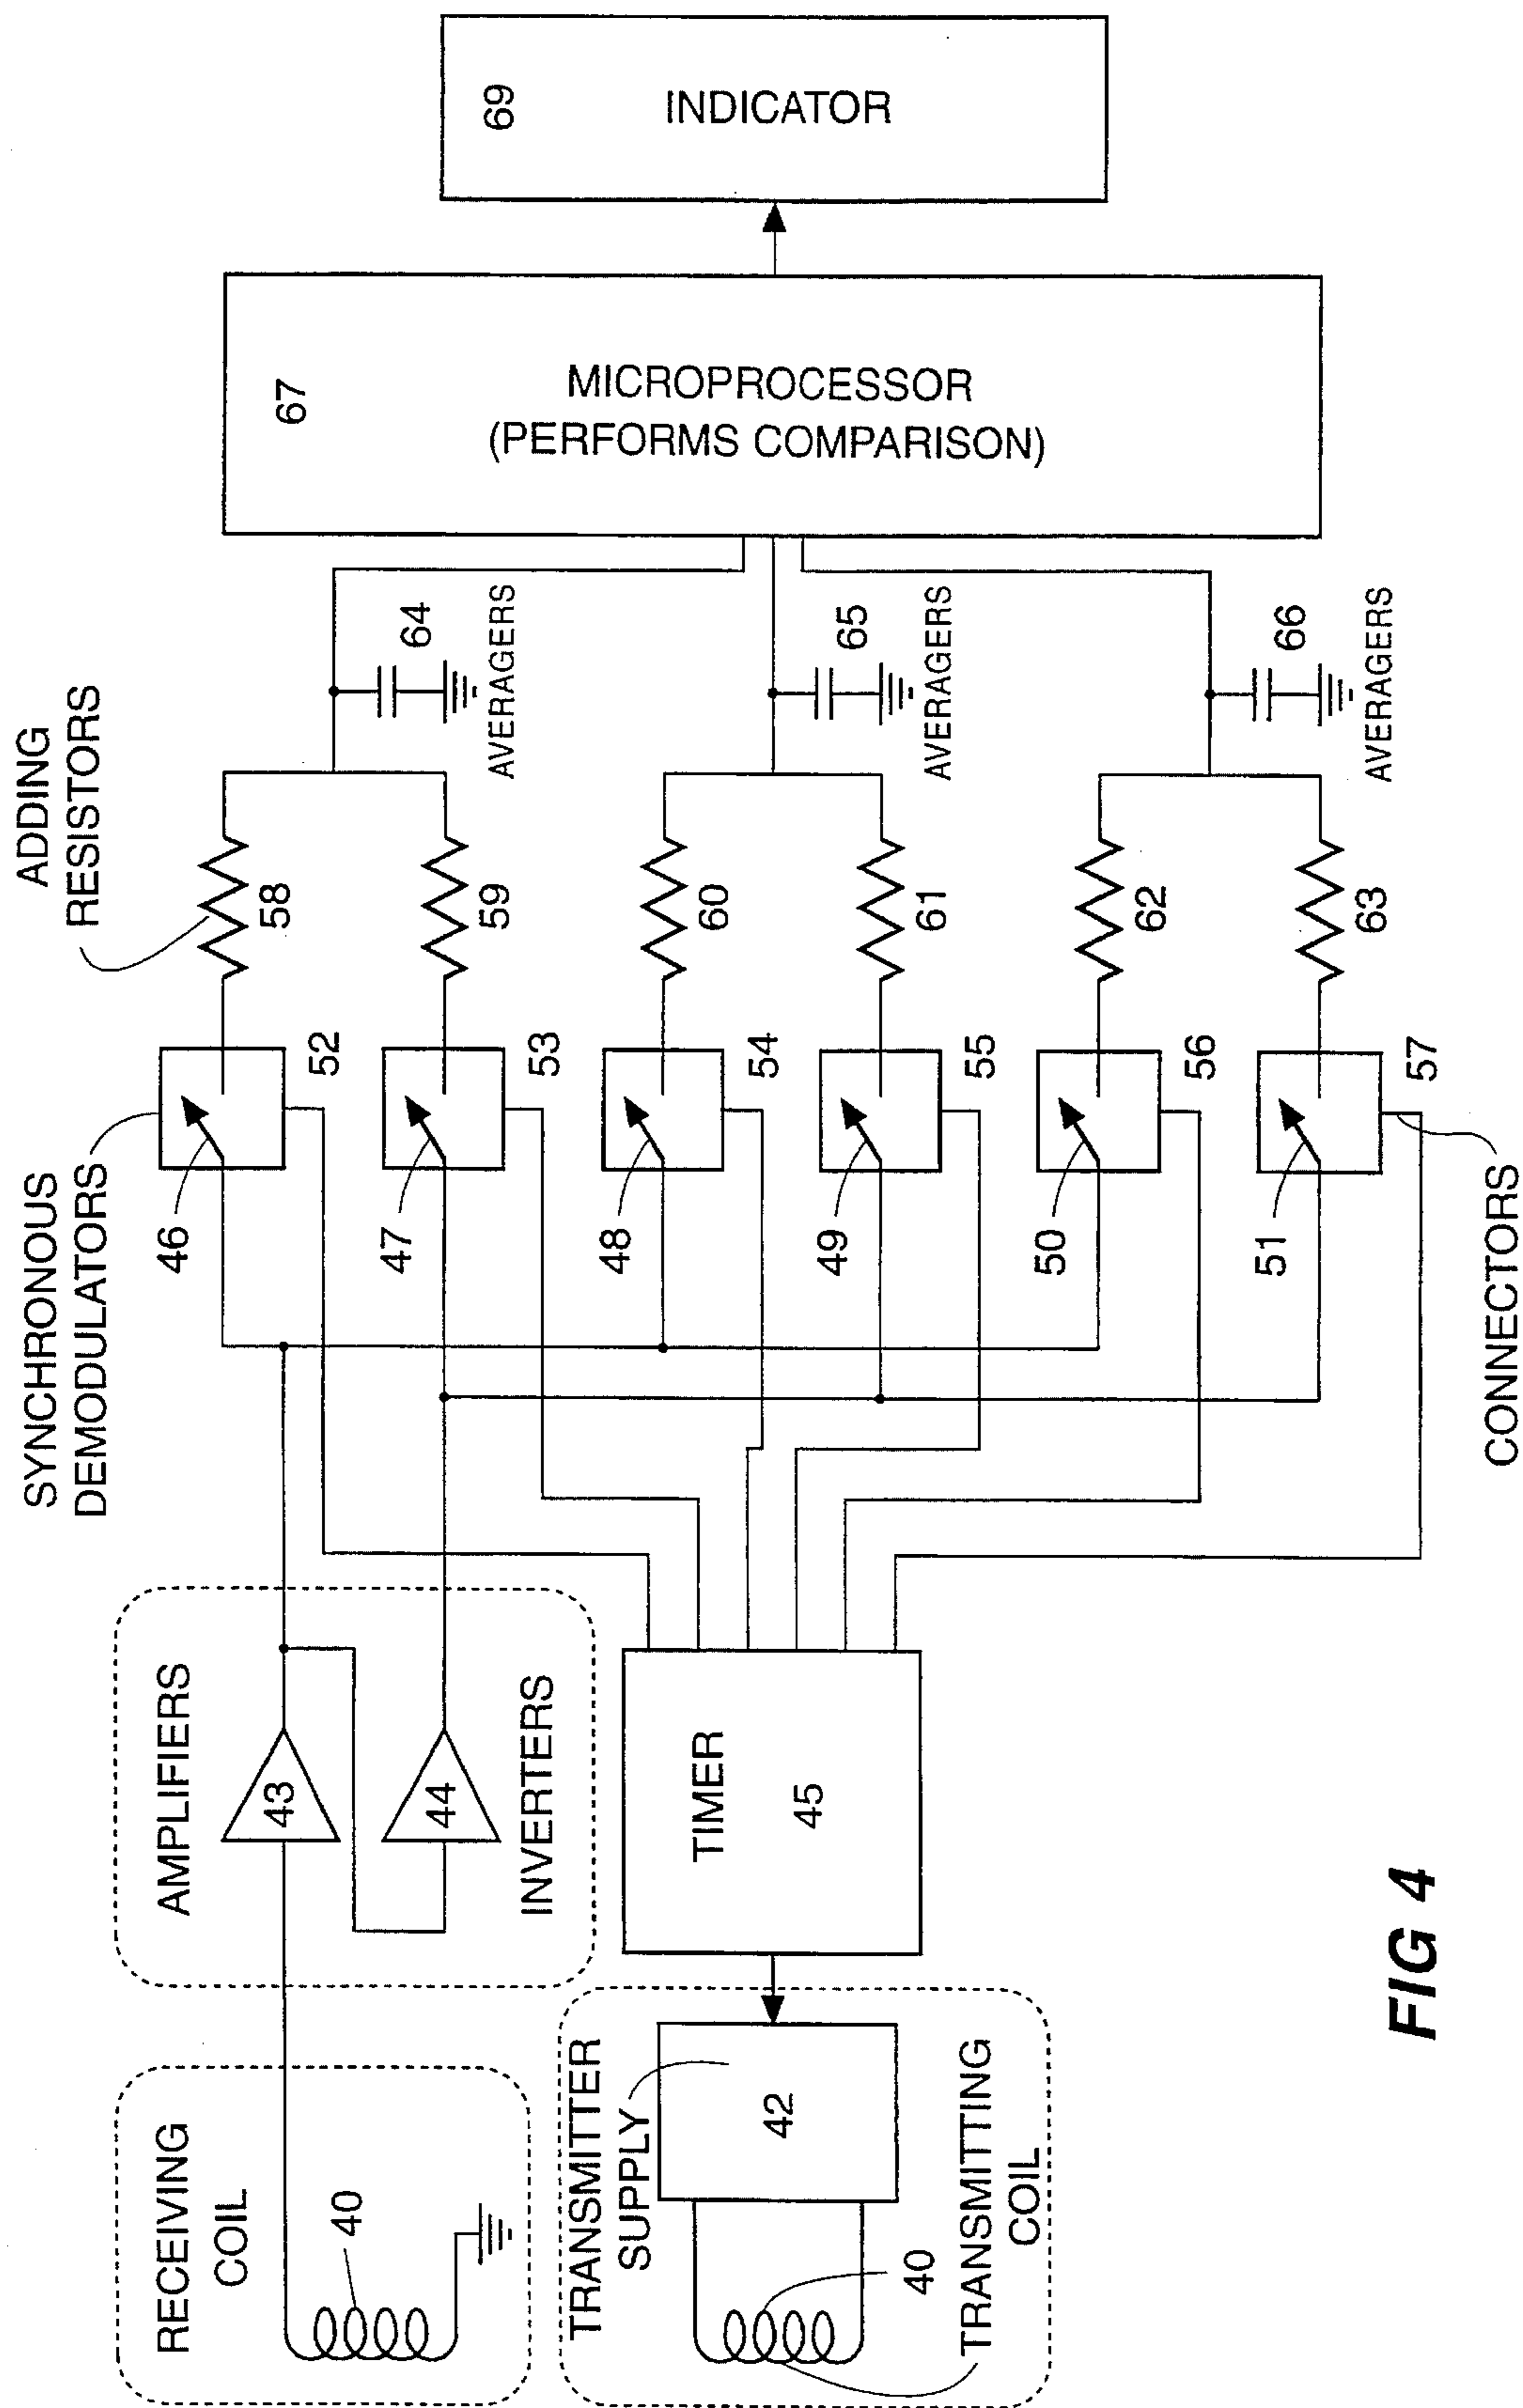 RECEIVING
COIL
40
AMPLIFIERS
43
44
INVERTERS
SYNCHRONOUS
DEMODULATORS
46
52
47
53
48
54
49
55
50
56
51
57
CONNECTORS
ADDING
RESISTORS
58
59
60
61
62
63
64
AVERAGERS
65
AVERAGERS
66
AVERAGERS
67
MICROPROCESSOR
(PERFORMS COMPARISON)
69
INDICATOR
TRANSMITTER
SUPPLY
42
40
TRANSMITTING
COIL
TIMER
45
FIG 4